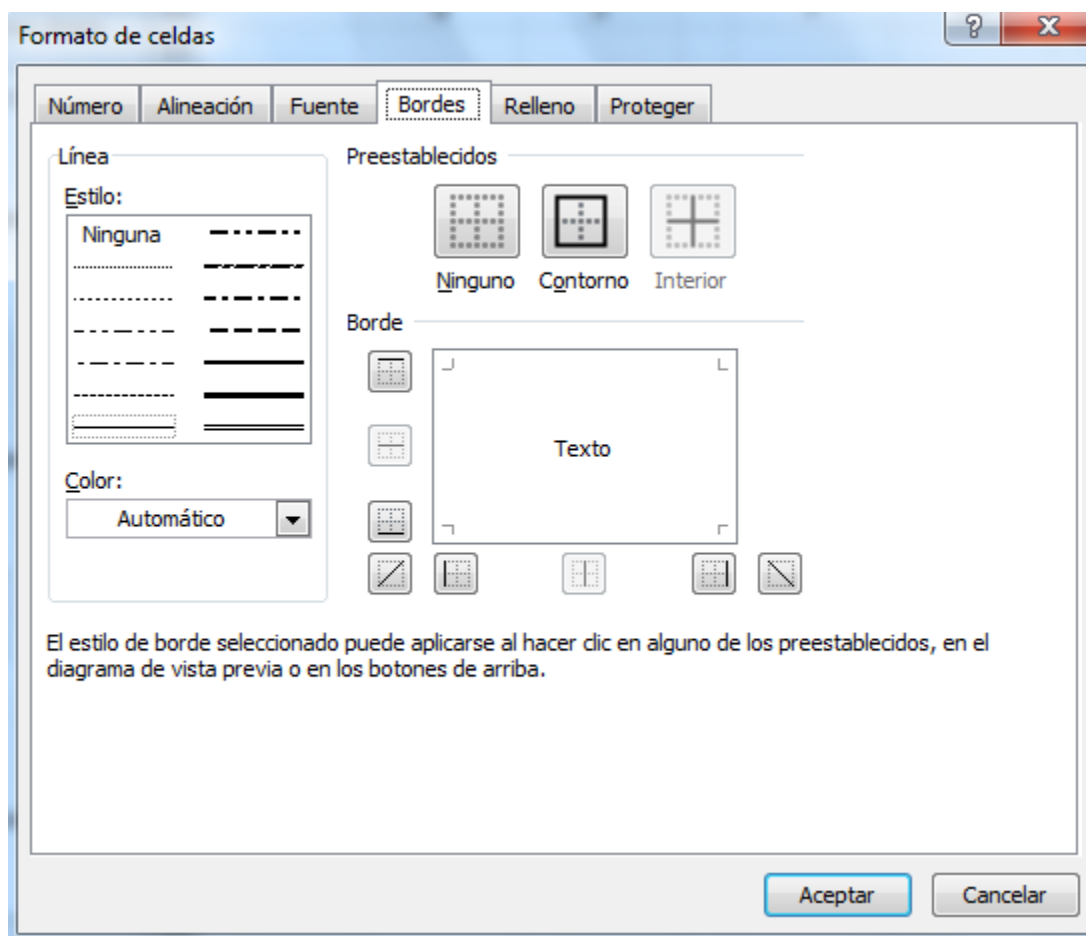 Formato de celdas
?
Número Alineación Fuente Bordes Relleno Proteger
Línea
Estilo:
Ninguna
Color:
Automático
Preestablecidos
Ninguno Contorno Interior
Borde
Texto
El estilo de borde seleccionado puede aplicarse al hacer clic en alguno de los preestablecidos, en el
diagrama de vista previa o en los botones de arriba.
Aceptar Cancelar